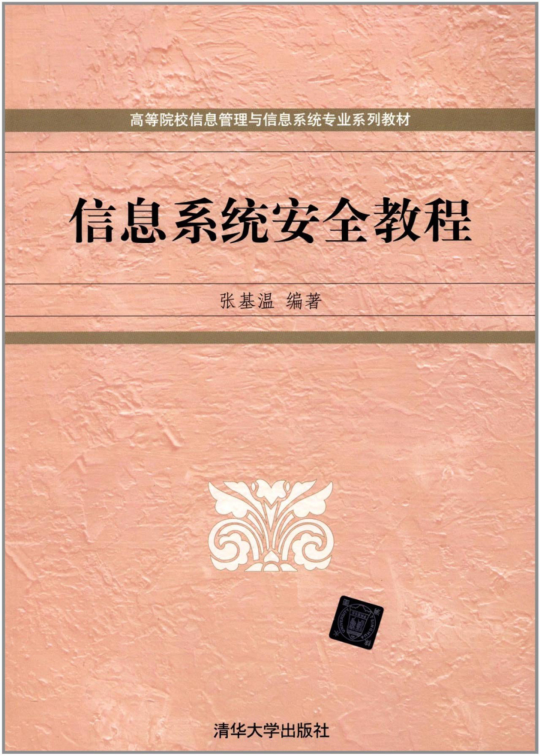 高等院校信息管理与信息系统专业系列教材
信息系统安全教程
张基温 编著
清华大学出版社